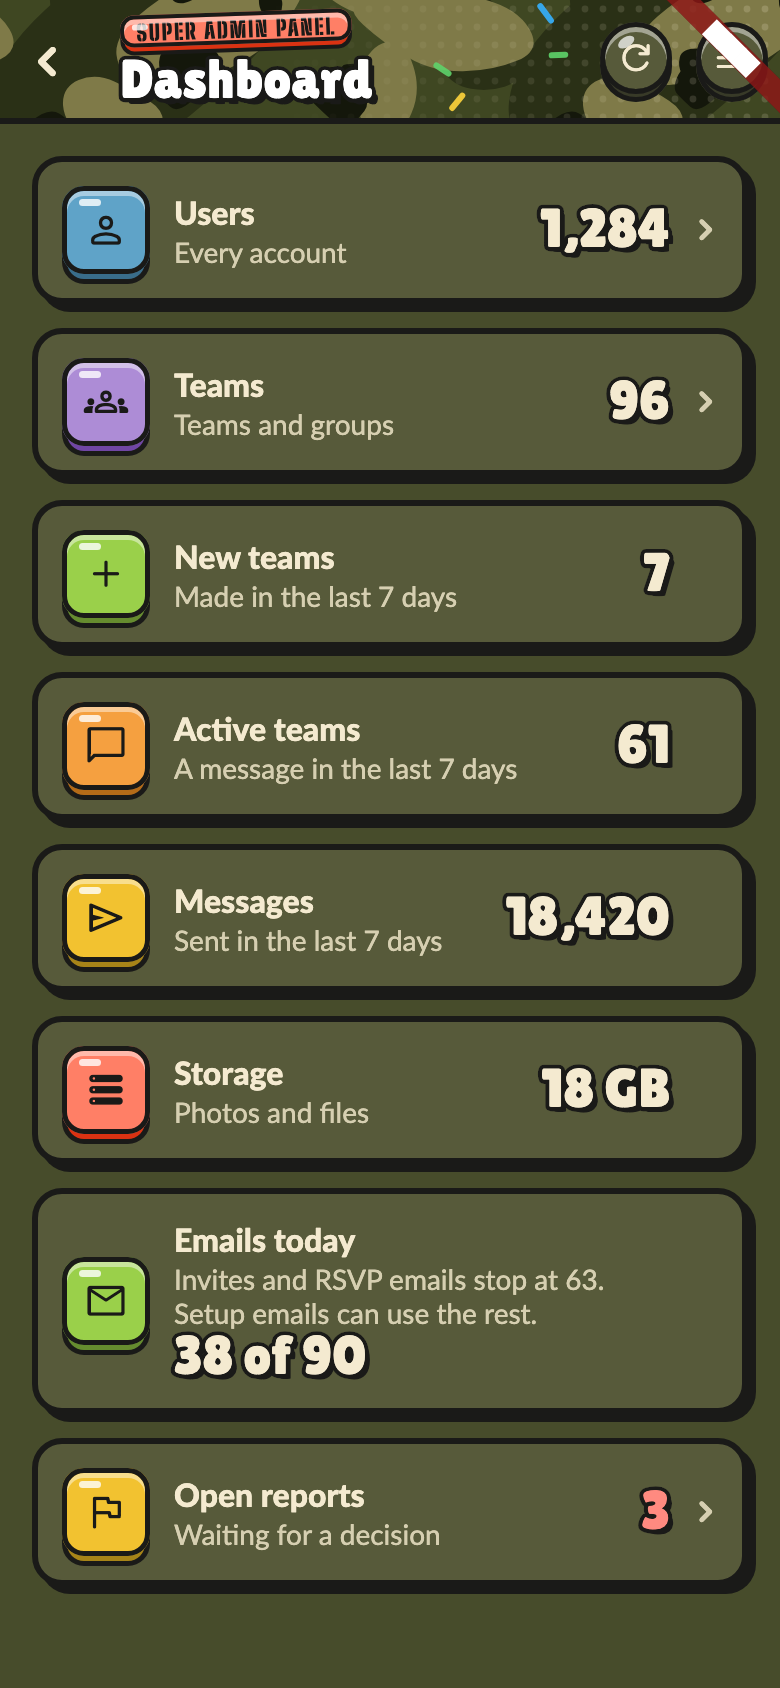 SUPER ADMIN PANEL
Dashboard
Users
Every account
1,284
Teams
Teams and groups
96
New teams
Made in the last 7 days
7
Active teams
A message in the last 7 days
61
Messages
Sent in the last 7 days
18,420
Storage
Photos and files
18 GB
Emails today
Invites and RSVP emails stop at 63.
Setup emails can use the rest.
38 of 90
Open reports
Waiting for a decision
3